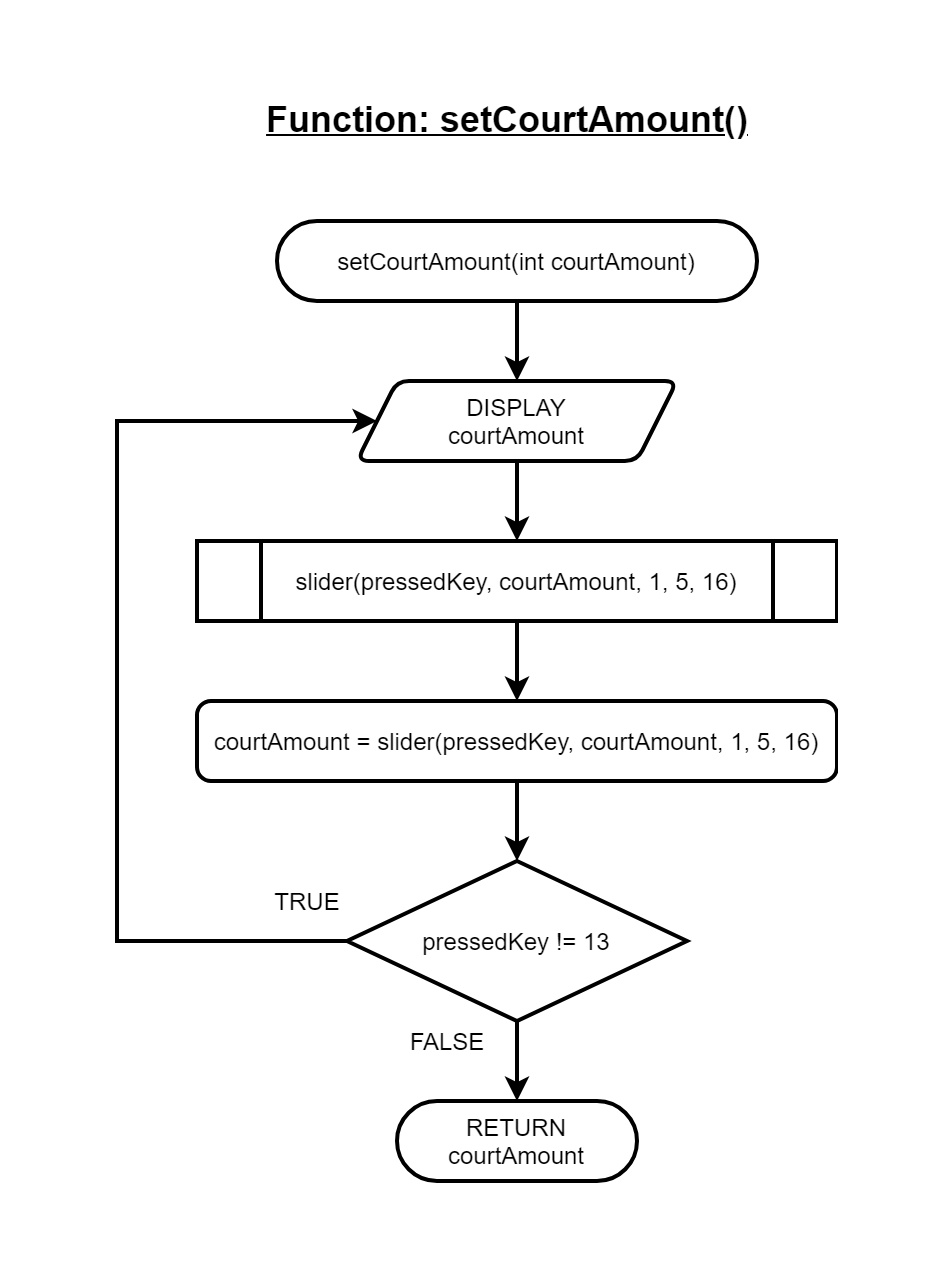 Function: setCourtAmount()
setCourtAmount(int courtAmount)
DISPLAY
courtAmount
slider(pressedKey, courtAmount, 1, 5, 16)
courtAmount = slider(pressedKey, courtAmount, 1, 5, 16)
TRUE
pressedKey != 13
FALSE
RETURN
courtAmount